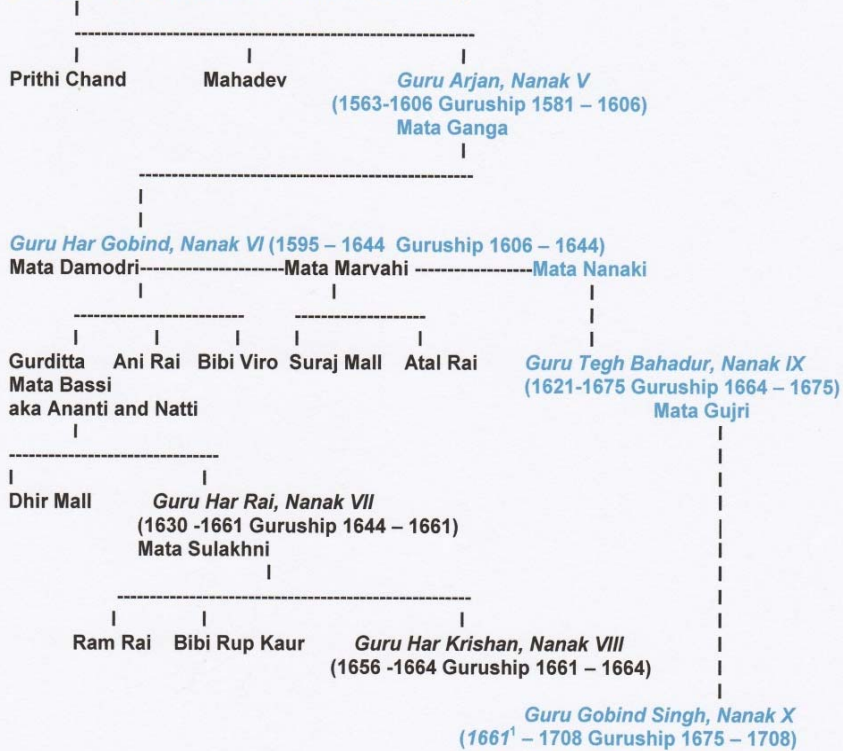 Prithi Chand Mahadev Guru Arjan, Nanak V
(1563-1606 Guruship 1581 – 1606)
Mata Ganga
Guru Har Gobind, Nanak VI (1595 – 1644 Guruship 1606 – 1644)
Mata Damodri-----------------------Mata Marvahi ------------------Mata Nanaki
Gurditta Ani Rai Bibi Viro Suraj Mall Atal Rai Guru Tegh Bahadur, Nanak IX
Mata Bassi (1621-1675 Guruship 1664 – 1675)
aka Ananti and Natti Mata Gujri
Dhir Mall Guru Har Rai, Nanak VII
(1630 -1661 Guruship 1644 – 1661)
Mata Sulakhni
Ram Rai Bibi Rup Kaur Guru Har Krishan, Nanak VIII
(1656 -1664 Guruship 1661 – 1664)
Guru Gobind Singh, Nanak X
(1661¹ – 1708 Guruship 1675 – 1708)